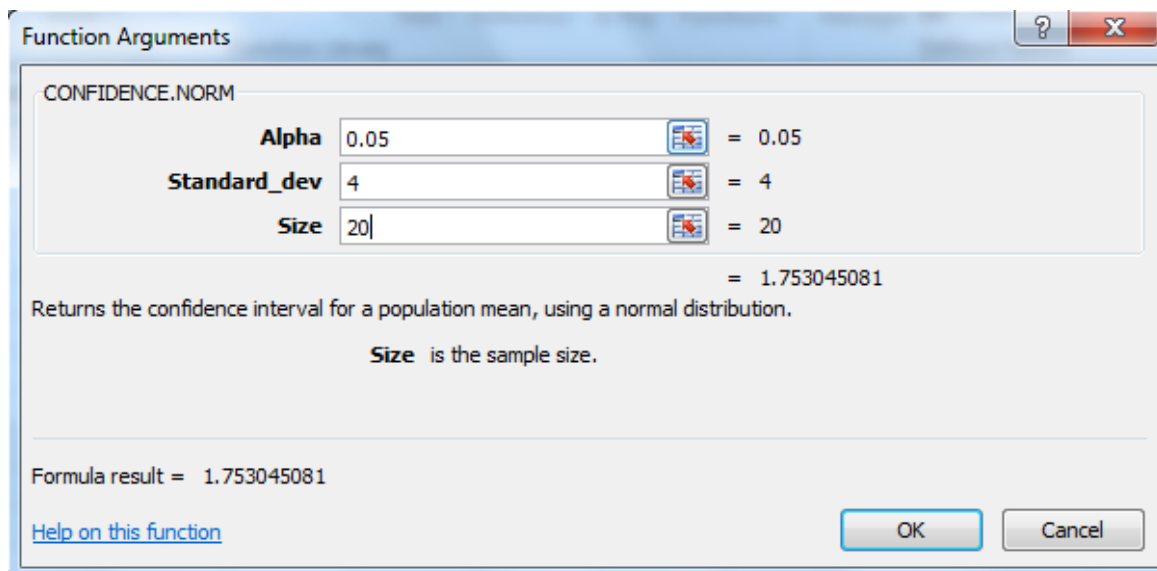 Function Arguments
?
X
CONFIDENCE.NORM
Alpha 0.05 = 0.05
Standard_dev 4 = 4
Size 20 = 20
= 1.753045081
Returns the confidence interval for a population mean, using a normal distribution.
Size is the sample size.
Formula result = 1.753045081
Help on this function
OK
Cancel